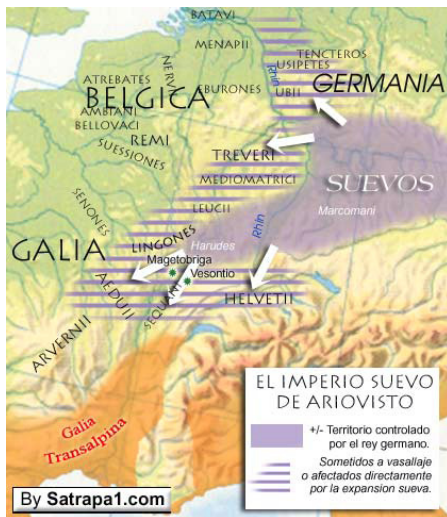 BATAVI
MENAPII
TENCTEROS
USIPETES
Rhin
GERMANIA
NERVII
EBURONES
UBII
ATREBATES
BELGICA
AMBIANI
BELLOVACI
REMI
SUESSIONES
TREVERI
SUEVOS
MEDIOMATRICI
SENONES
LEUCII
Marcomani
Rhin
LINGONES
Harudes
GALIA
Magetobriga
Vesontio
AEDUII
SEQUANI
HELVETII
ARVERNII
EL IMPERIO SUEVO
DE ARIOVISTO
+/- Territorio controlado
por el rey germano.
Sometidos a vasallaje
o afectados directamente
por la expansion sueva.
Galia
Transalpina
By Satrapa1.com